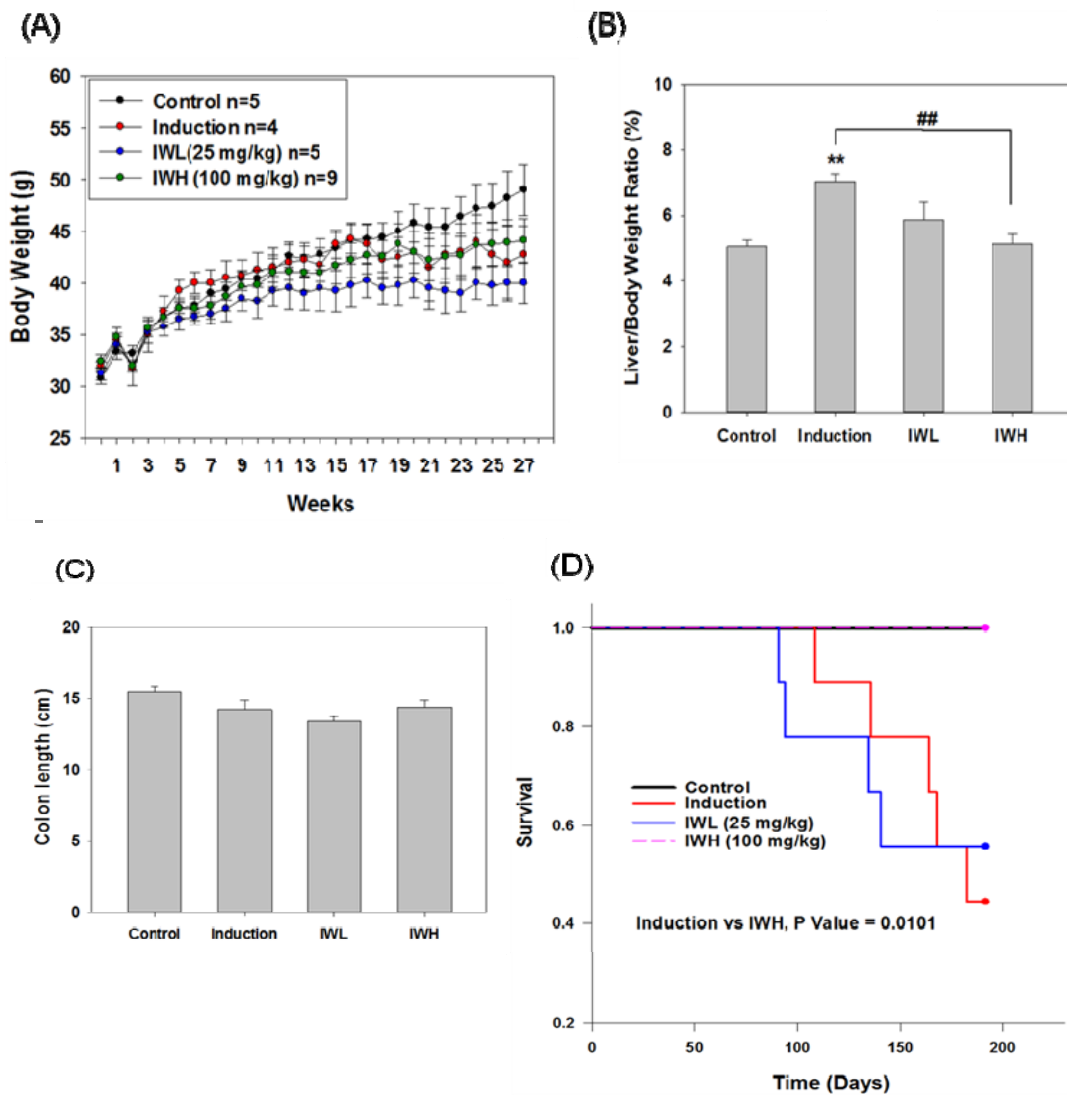 (A)
60
55
50
45
40
35
30
25
Body Weight (g)
Control n=5
Induction n=4
IWL(25 mg/kg) n=5
IWH (100 mg/kg) n=9
1 3 5 7 9 11 13 15 17 19 21 23 25 27
Weeks
(B)
10
8
6
4
2
0
Liver/Body Weight Ratio (%)
**
##
Control Induction IWL IWH
(C)
20
15
10
5
0
Colon length (cm)
Control Induction IWL IWH
(D)
1.0
0.8
0.6
0.4
0.2
Survival
Control
Induction
IWL (25 mg/kg)
IWH (100 mg/kg)
Induction vs IWH, P Value = 0.0101
0 50 100 150 200
Time (Days)